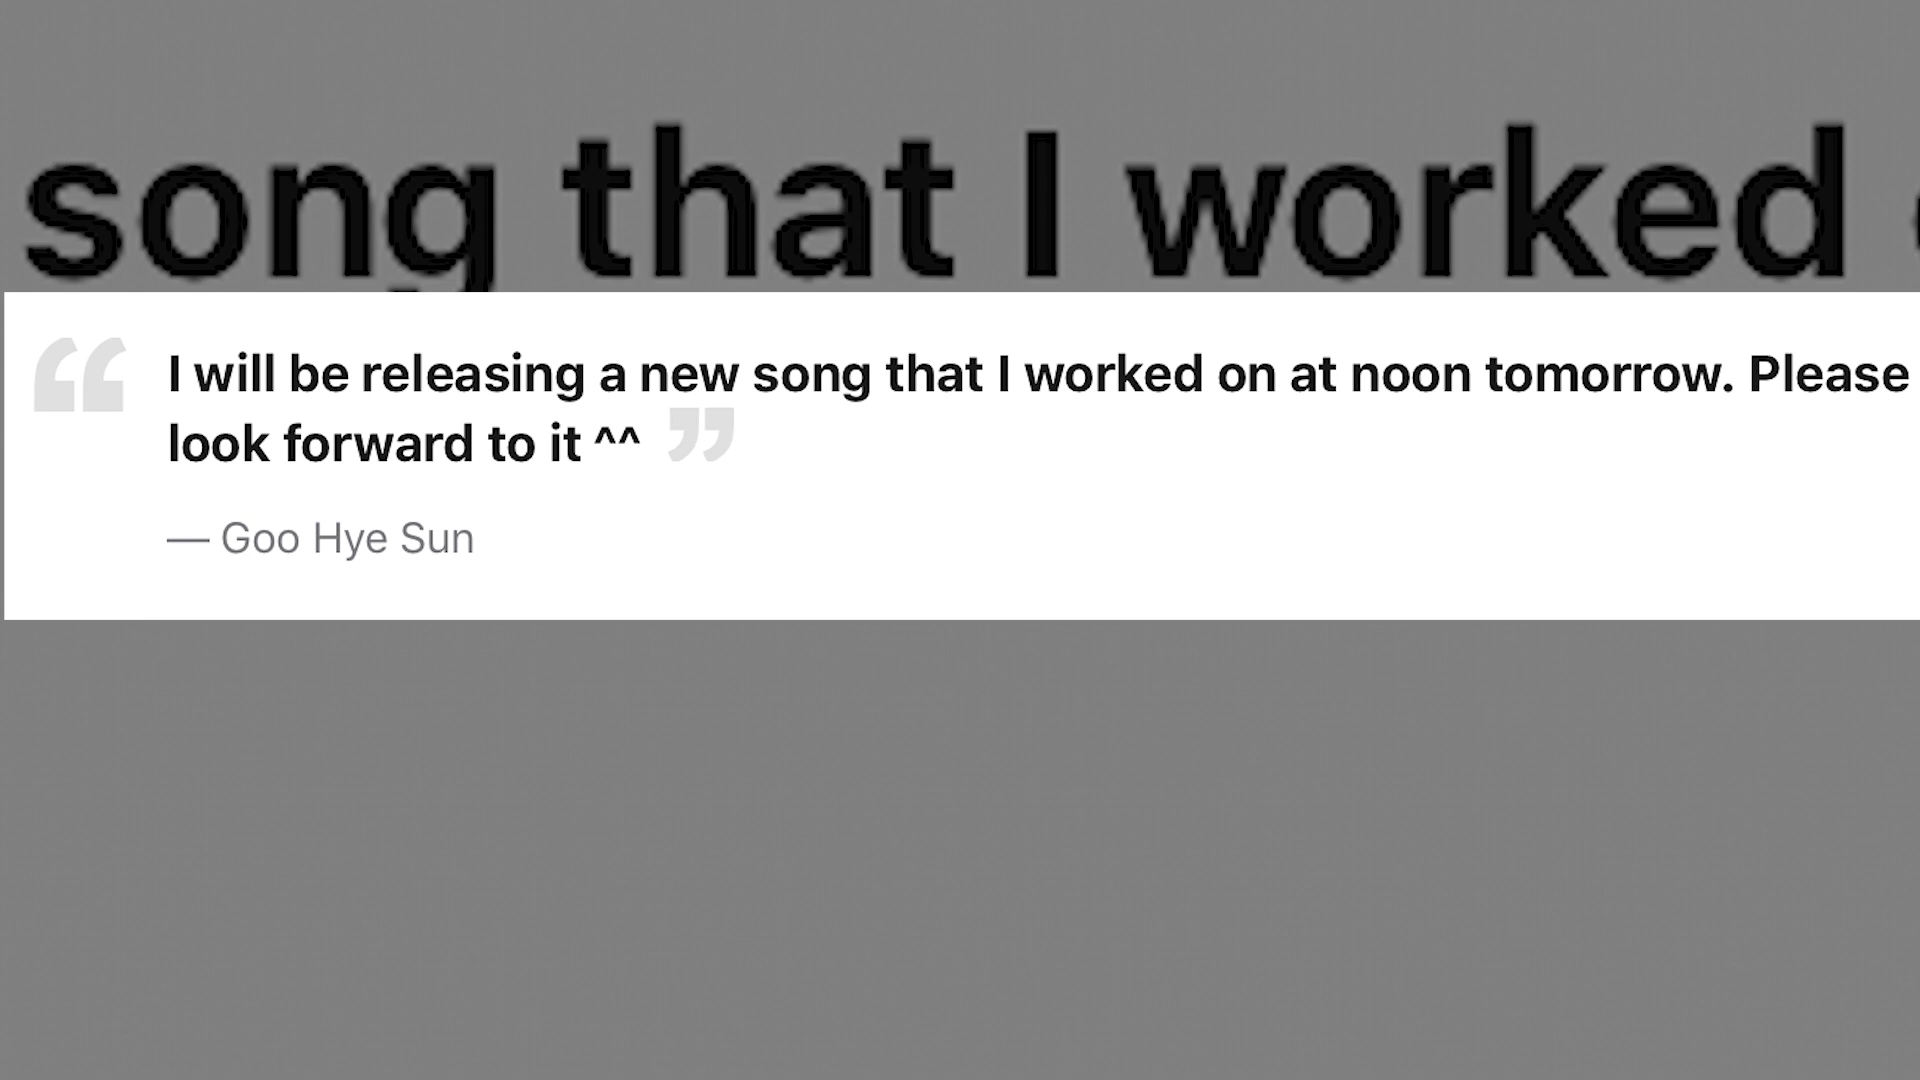 song that I worked
“ I will be releasing a new song that I worked on at noon tomorrow. Please
look forward to it ^^ ”
— Goo Hye Sun